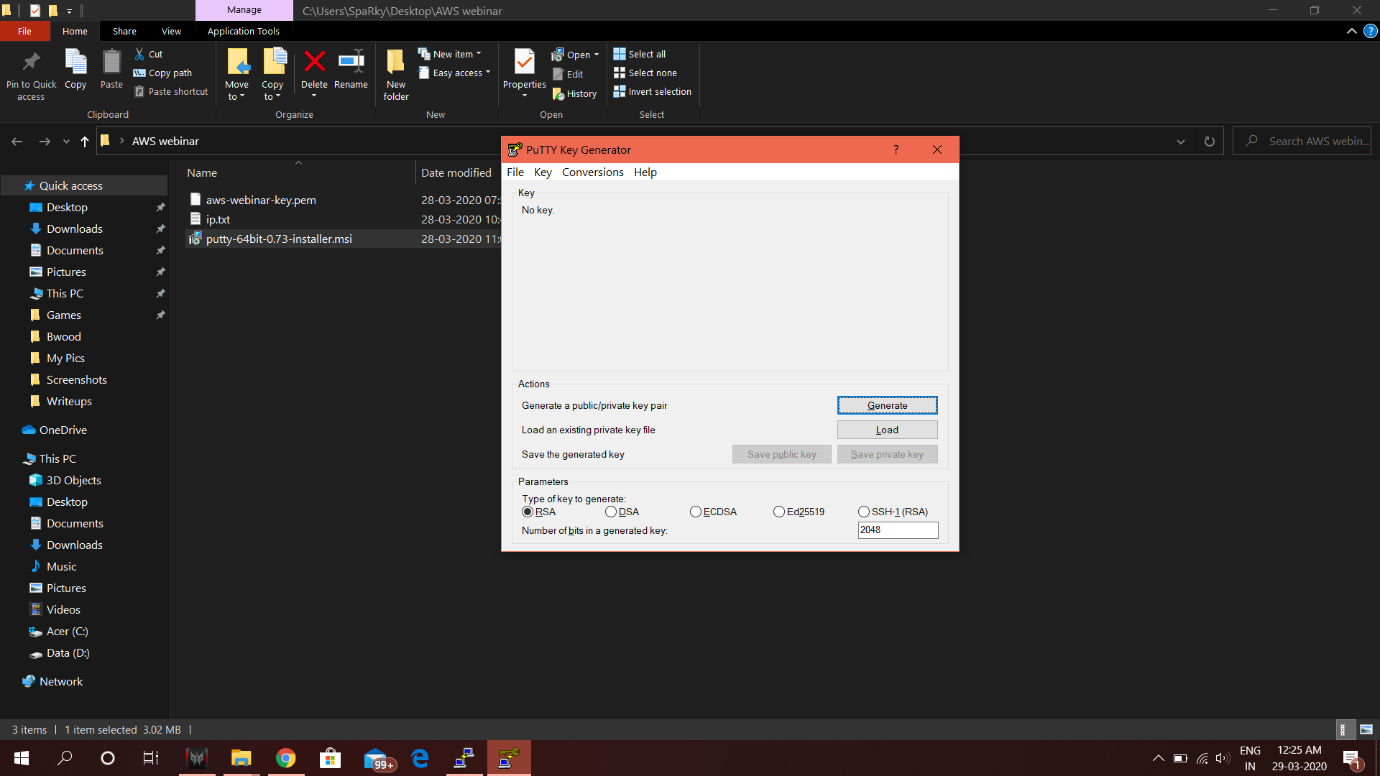 Manage
C:\Users\SpaRky\Desktop\AWS webinar
File
Home
Share
View
Application Tools
Pin to Quick access
Copy
Paste
Cut
Copy path
Paste shortcut
Clipboard
Move to
Copy to
Delete
Rename
Organize
New folder
New item
Easy access
New
Properties
Open
Edit
History
Open
Select all
Select none
Invert selection
Select
AWS webinar
Search AWS webin...
Quick access
Desktop
Downloads
Documents
Pictures
This PC
Games
Bwood
My Pics
Screenshots
Writeups
OneDrive
This PC
3D Objects
Desktop
Documents
Downloads
Music
Pictures
Videos
Acer (C:)
Data (D:)
Network
Name
Date modified
aws-webinar-key.pem
28-03-2020 07:
ip.txt
28-03-2020 10:
putty-64bit-0.73-installer.msi
28-03-2020 11:
PuTTY Key Generator
?
File Key Conversions Help
Key
No key.
Actions
Generate a public/private key pair
Generate
Load an existing private key file
Load
Save the generated key
Save public key
Save private key
Parameters
Type of key to generate:
RSA
DSA
ECDSA
Ed25519
SSH-1 (RSA)
Number of bits in a generated key:
2048
3 items
1 item selected 3.02 MB
99+
ENG
IN
12:25 AM
29-03-2020
1